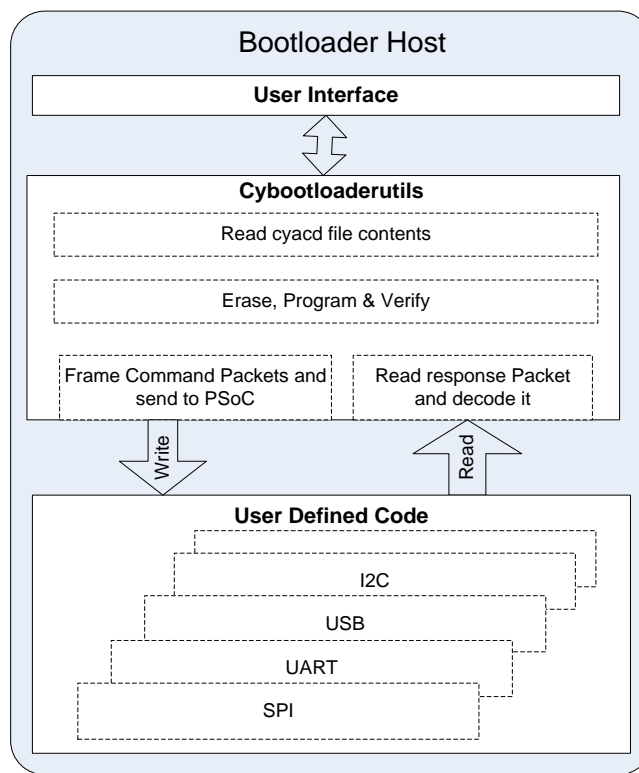 Bootloader Host
User Interface
Cybootloaderutils
Read cyacd file contents
Erase, Program & Verify
Frame Command Packets and
send to PSoC
Read response Packet
and decode it
Write
Read
User Defined Code
I2C
USB
UART
SPI